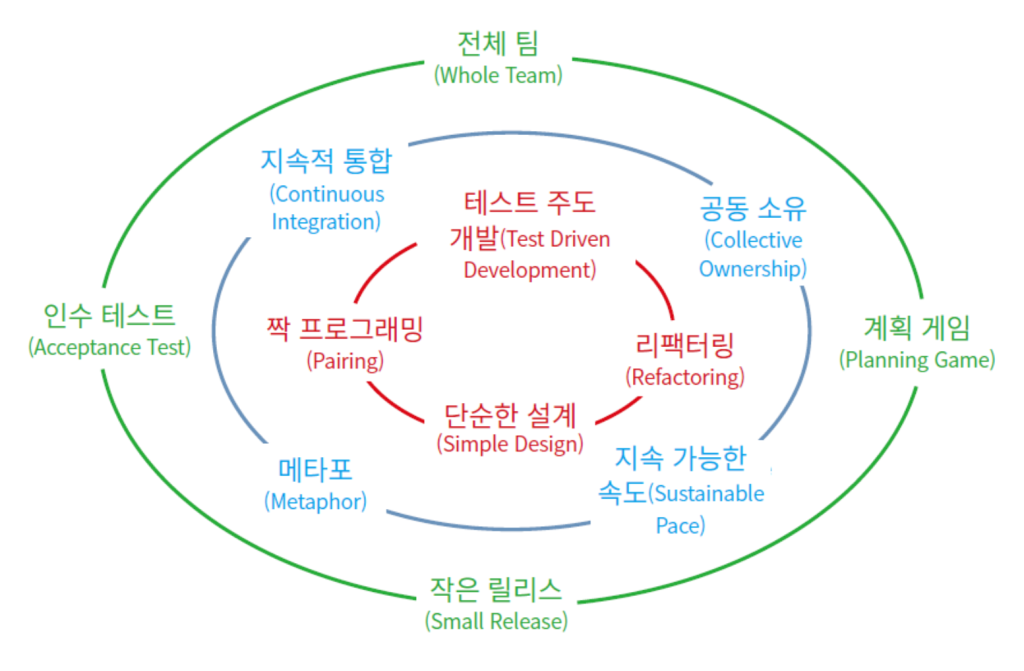 전체 팀
(Whole Team)
지속적 통합
(Continuous
Integration)
테스트 주도
개발(Test Driven
Development)
공동 소유
(Collective
Ownership)
인수 테스트
(Acceptance Test)
짝 프로그래밍
(Pairing)
리팩터링
(Refactoring)
계획 게임
(Planning Game)
단순한 설계
(Simple Design)
메타포
(Metaphor)
지속 가능한
속도(Sustainable
Pace)
작은 릴리스
(Small Release)